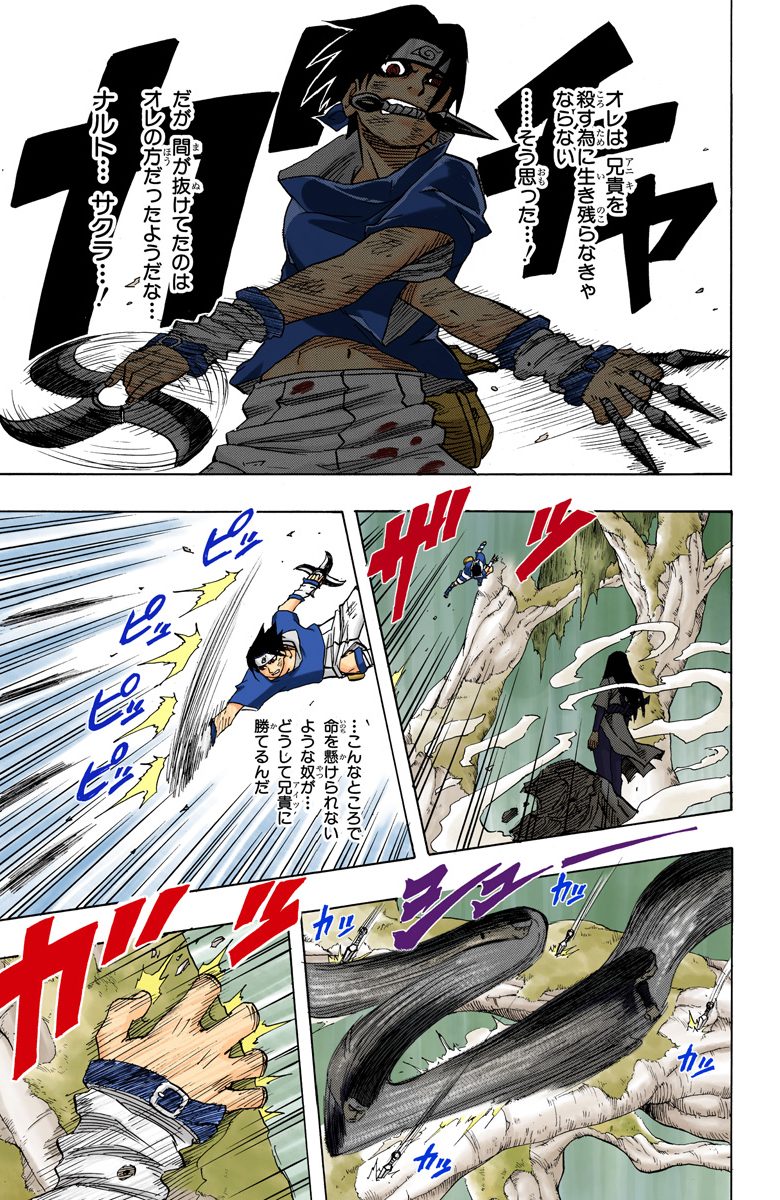 オレは 兄貴を
殺す為に生き残らなきゃ
ならない
……そう思った…！
だが 間が抜けてたのは
オレの方だったようだな…
ナルト… サクラ…！
ガチャ
ザッ
…こんなところで
命を懸けられない
ような奴が…
どうして兄貴に
勝てるんだ
ピッ
ピッ
ピッ
ピッ
シュー
カッ
カッ
カッ
ガッ